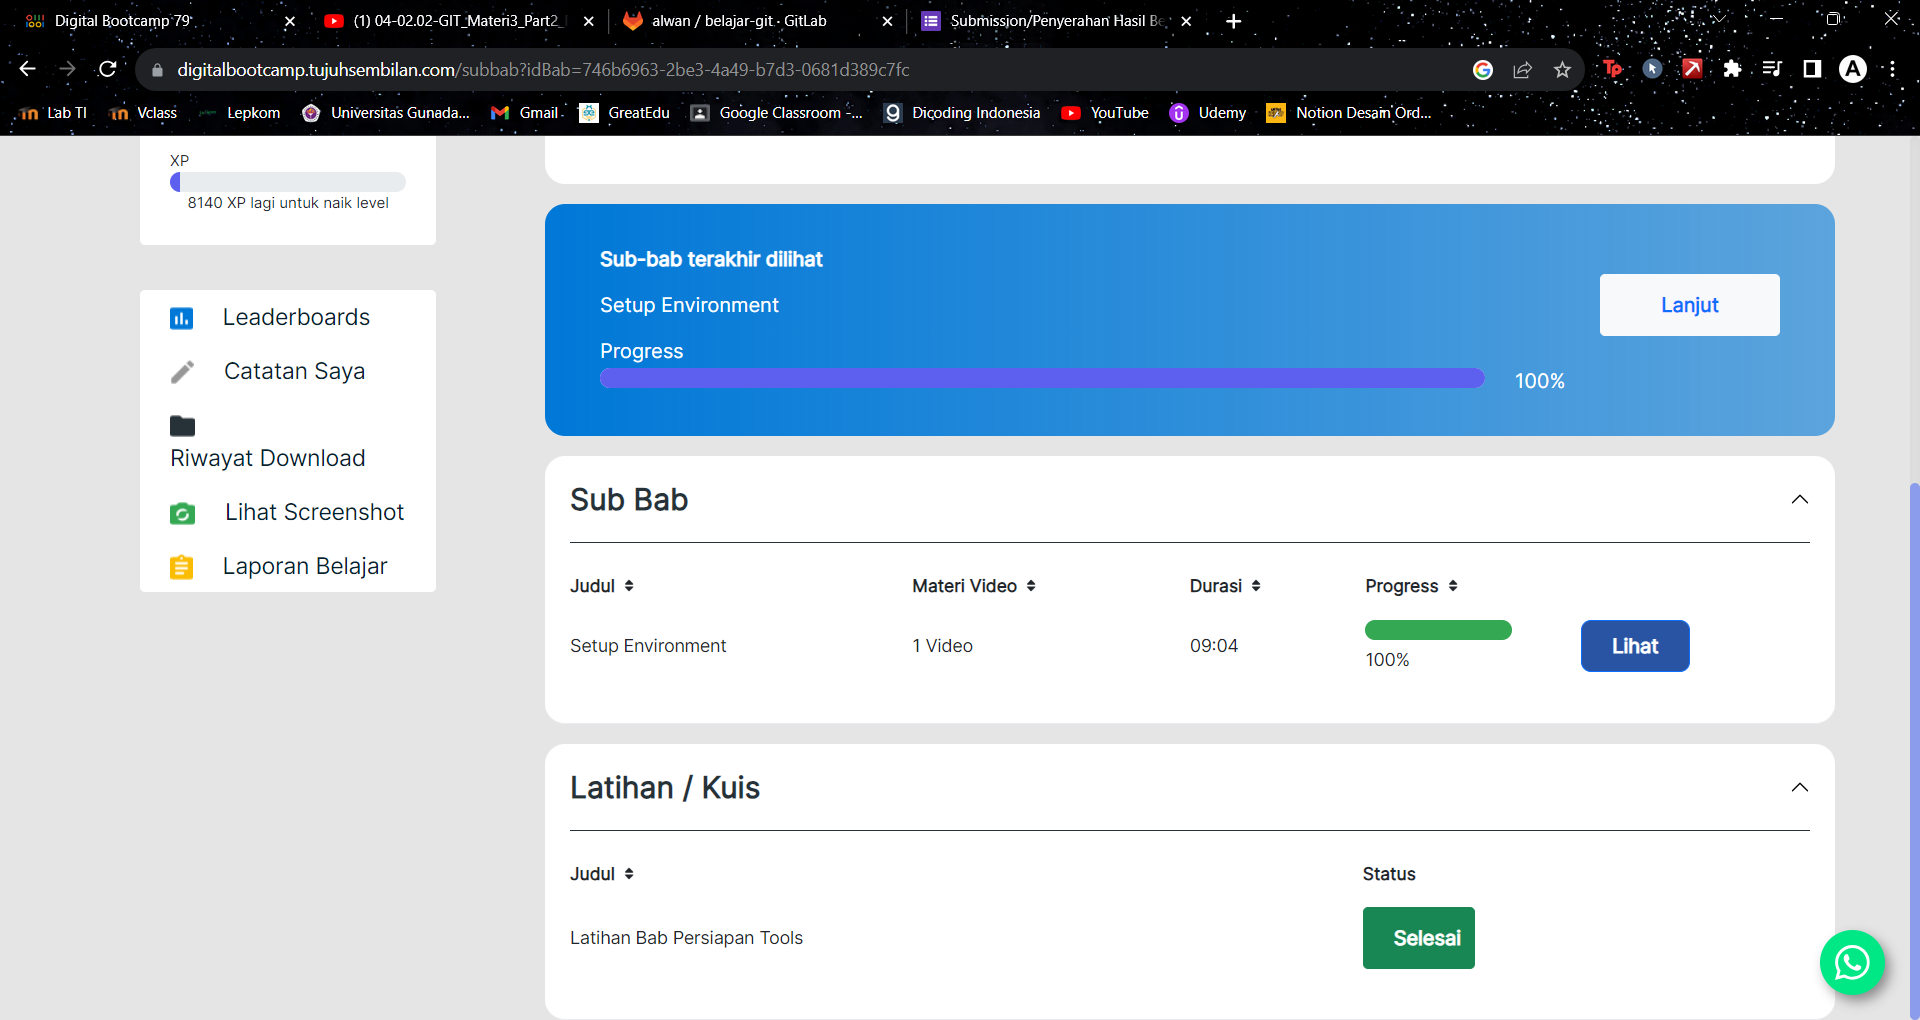 Digital Bootcamp 79
(1) 04-02.02-GIT_Materi3_Part2_
alwan / belajar-git · GitLab
Submission/Penyerahan Hasil Be
digitalbootcamp.tujuhsembilan.com/subbab?idBab=746b6963-2be3-4a49-b7d3-0681d389c7fc
Lab TI
Vclass
Lepkom
Universitas Gunada...
Gmail
GreatEdu
Google Classroom -...
Dicoding Indonesia
YouTube
Udemy
Notion Desain Ord...
XP
8140 XP lagi untuk naik level
Leaderboards
Catatan Saya
Riwayat Download
Lihat Screenshot
Laporan Belajar
Sub-bab terakhir dilihat
Setup Environment
Lanjut
Progress
100%
Sub Bab
Judul Materi Video Durasi Progress
Setup Environment 1 Video 09:04 100% Lihat
Latihan / Kuis
Judul Status
Latihan Bab Persiapan Tools Selesai